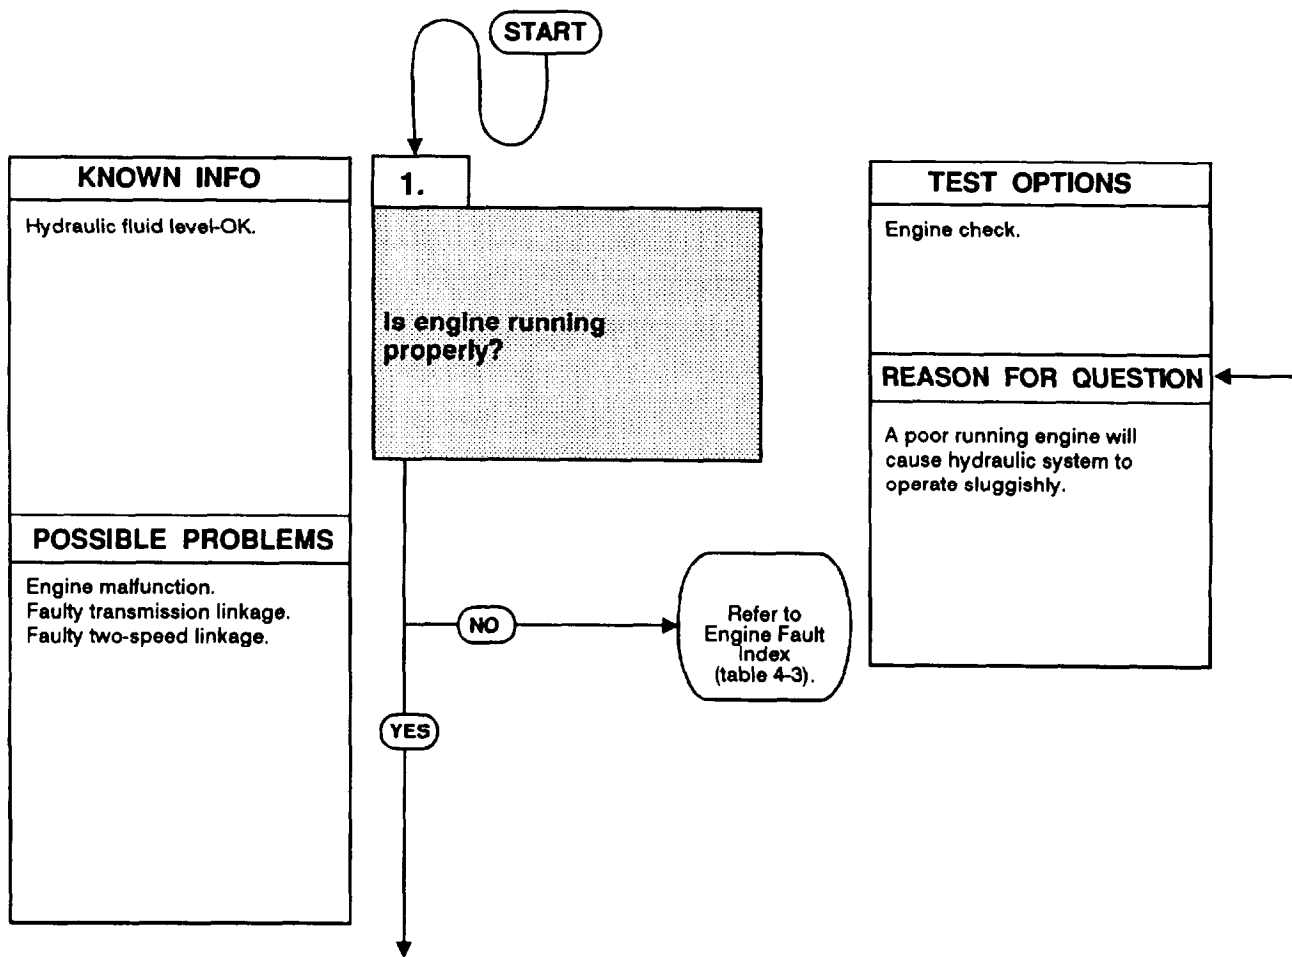 START
KNOWN INFO
Hydraulic fluid level-OK.
POSSIBLE PROBLEMS
Engine malfunction.
Faulty transmission linkage.
Faulty two-speed linkage.
1.
Is engine running
properly?
NO
Refer to
Engine Fault
Index
(table 4-3).
YES
TEST OPTIONS
Engine check.
REASON FOR QUESTION
A poor running engine will
cause hydraulic system to
operate sluggishly.